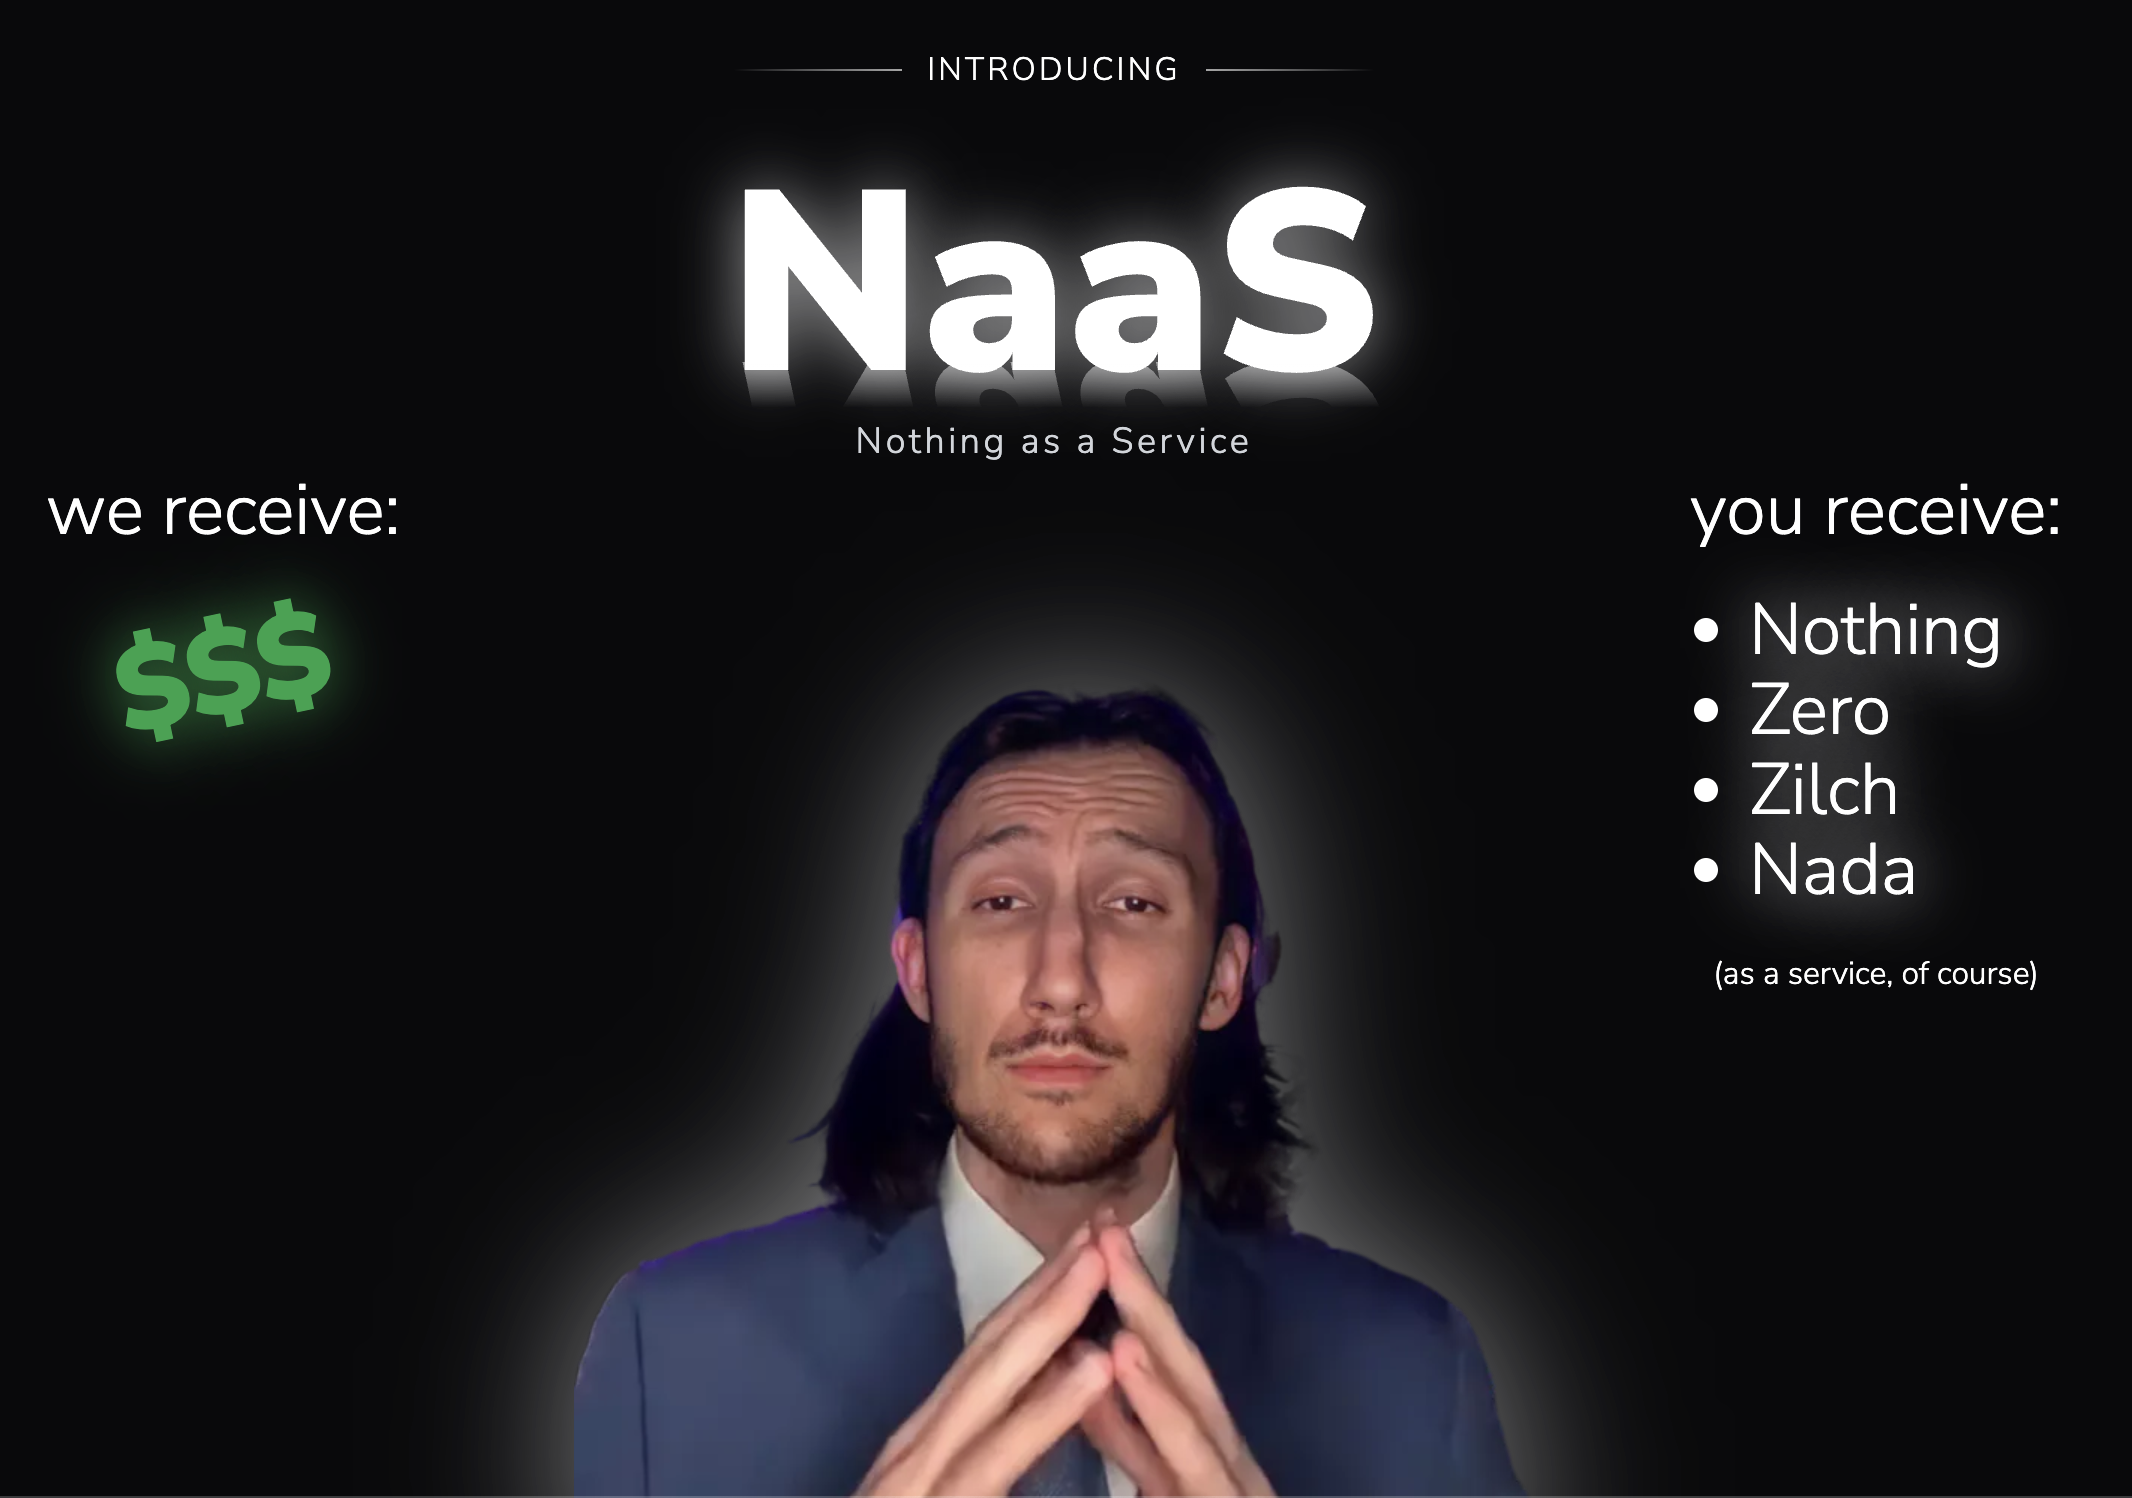 INTRODUCING
NaaS
Nothing as a Service
we receive:
$$$
you receive:
• Nothing
• Zero
• Zilch
• Nada
(as a service, of course)